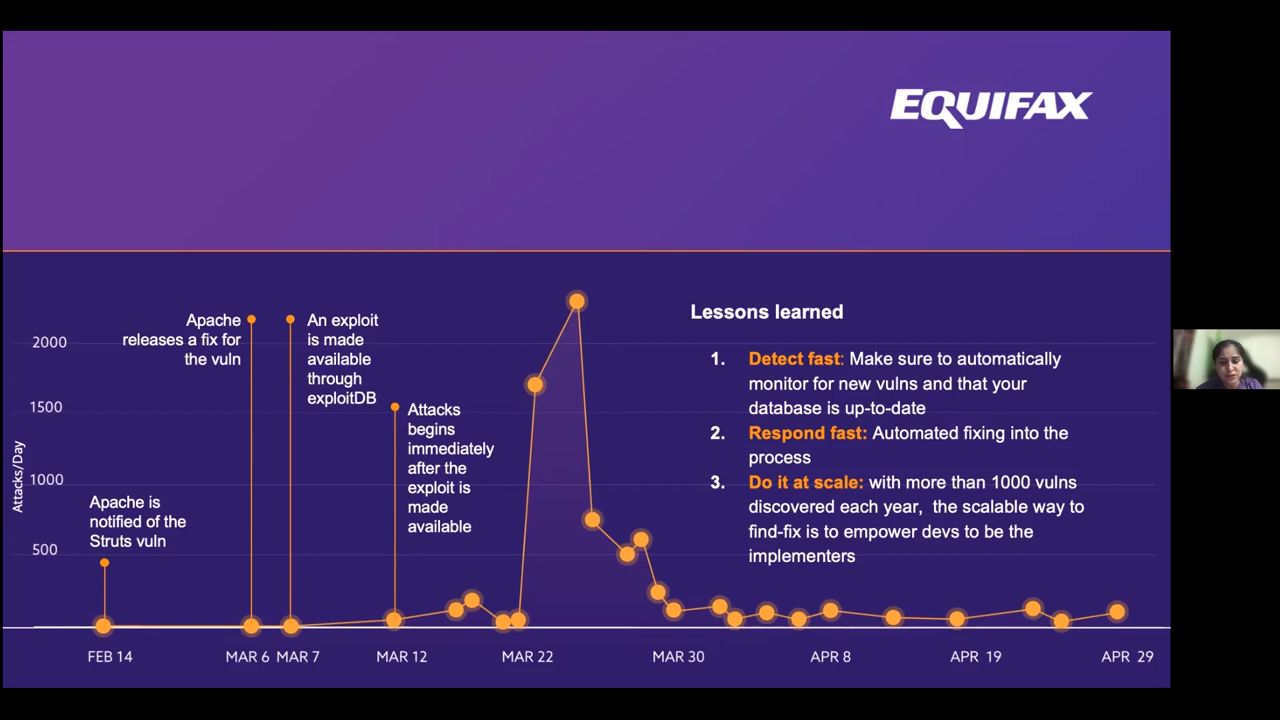 EQUIFAX
Apache
releases a fix for
the vuln
An exploit
is made
available
through
exploitDB
Attacks
begins
immediately
after the
exploit is
made
available
Apache is
notified of the
Struts vuln
Lessons learned
1. Detect fast: Make sure to automatically
monitor for new vulns and that your
database is up-to-date
2. Respond fast: Automated fixing into the
process
3. Do it at scale: with more than 1000 vulns
discovered each year, the scalable way to
find-fix is to empower devs to be the
implementers
Attacks/Day
2000
1500
1000
500
FEB 14
MAR 6
MAR 7
MAR 12
MAR 22
MAR 30
APR 8
APR 19
APR 29